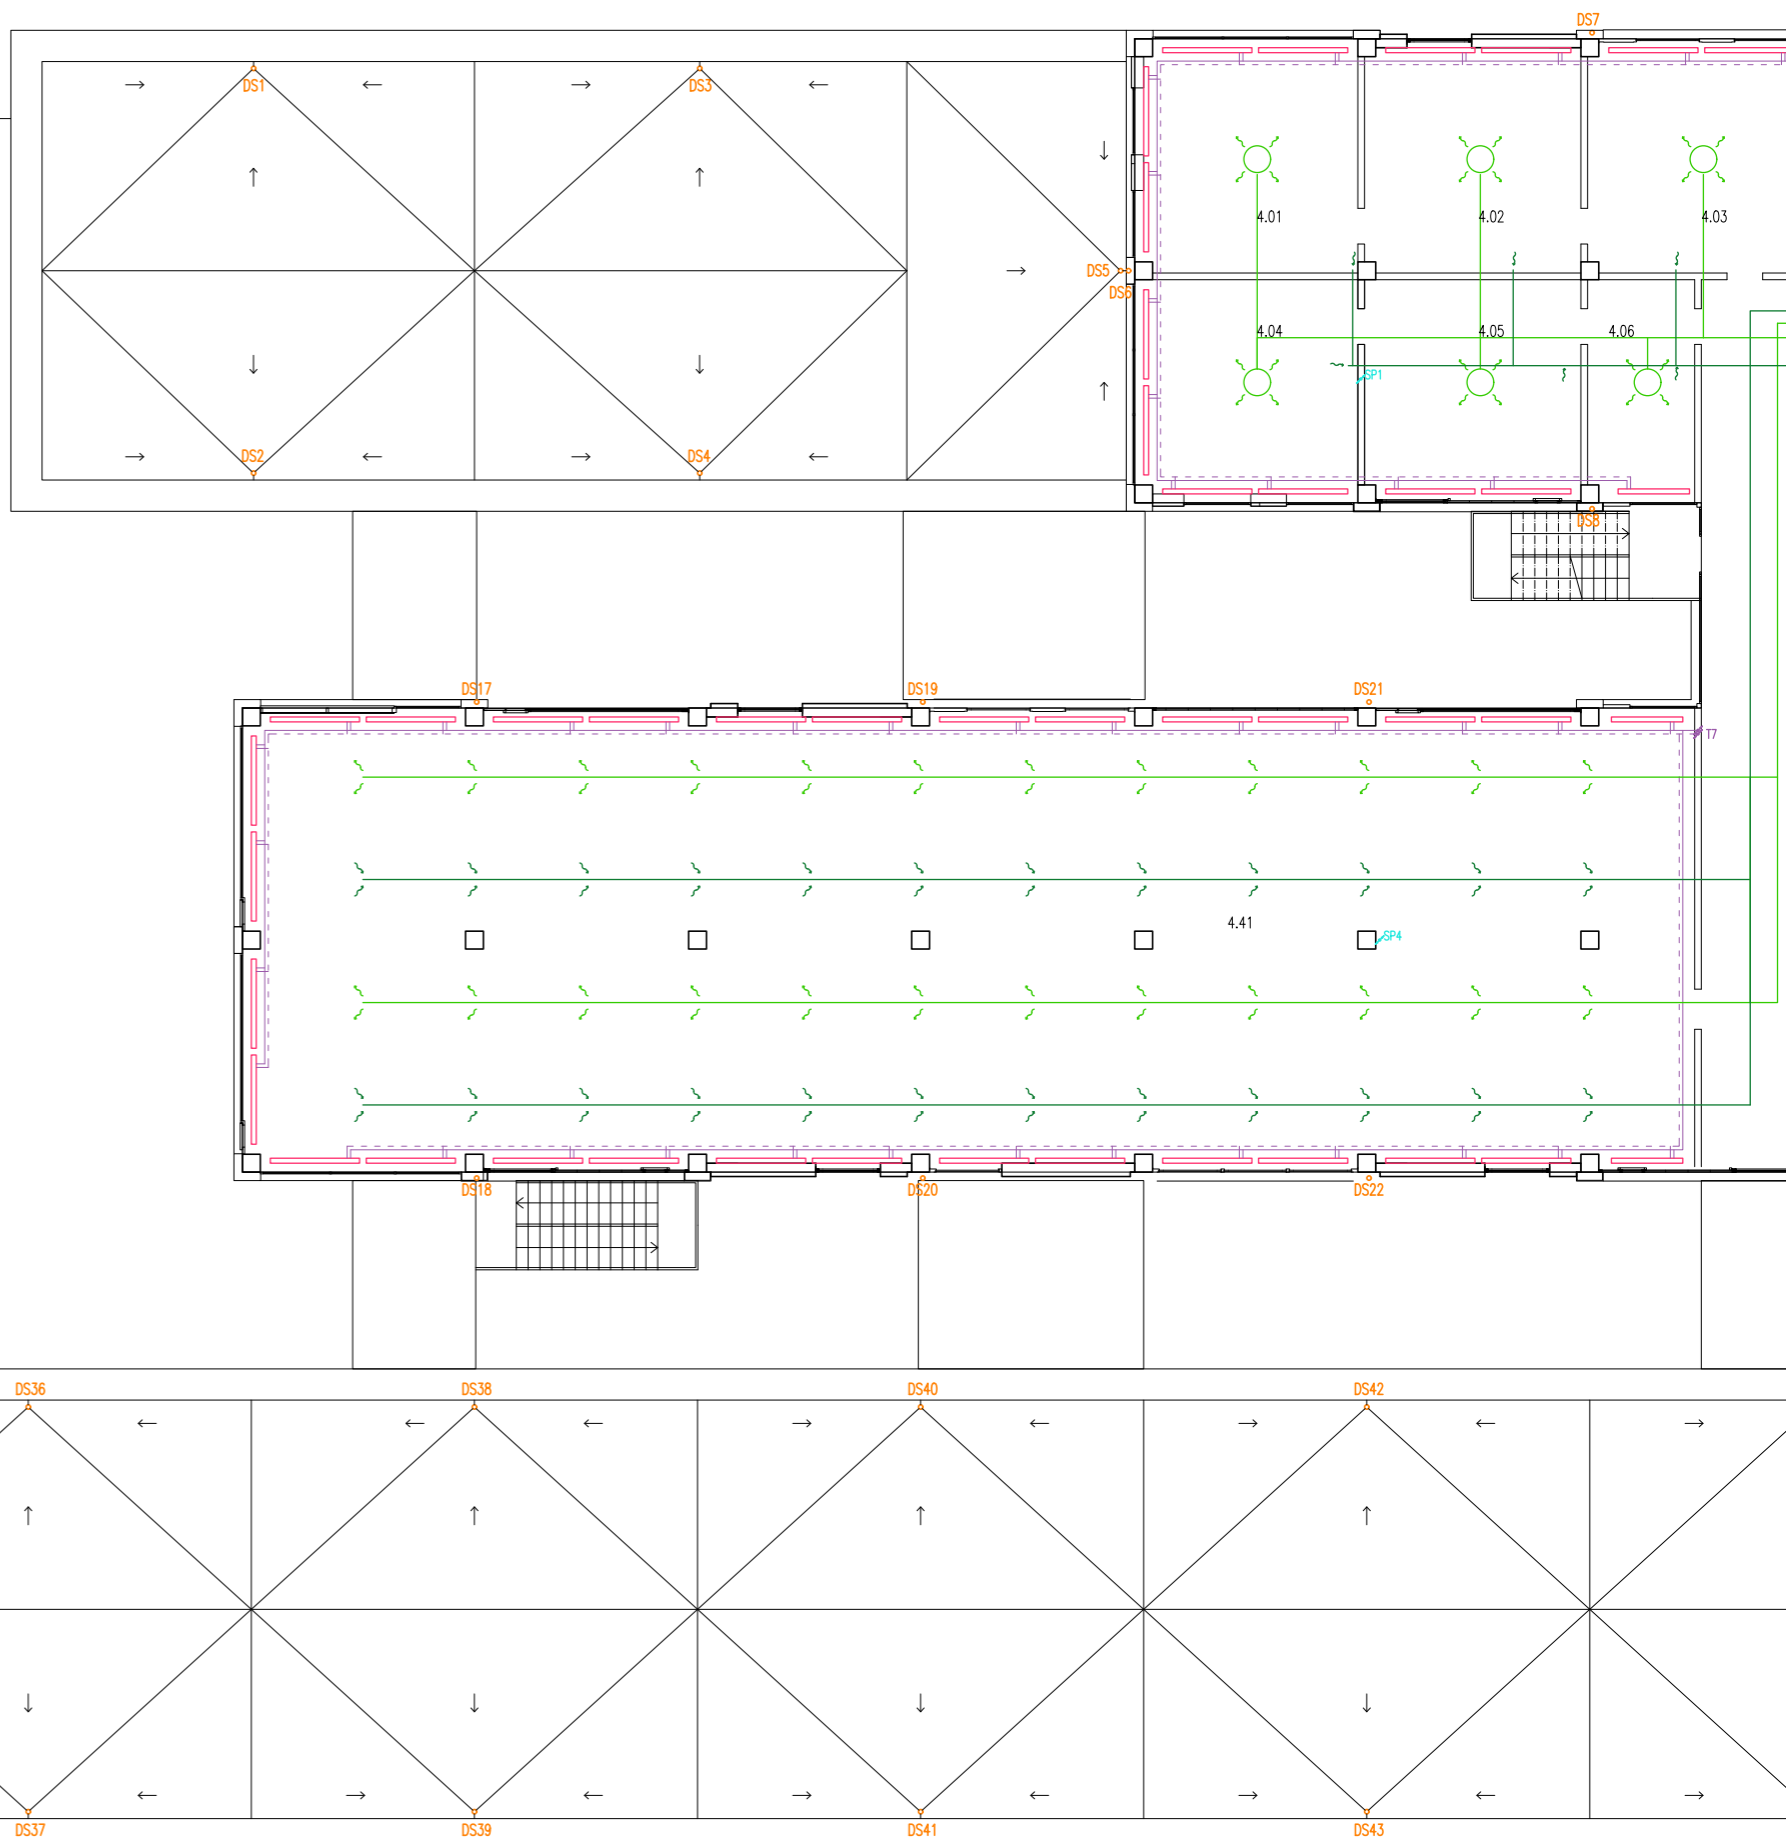 DS7
DS1
DS3
4.01
4.02
4.03
DS5
DS6
4.04
4.05
4.06
SP1
DS2
DS4
DS8
DS17
DS19
DS21
T7
4.41
SP4
DS18
DS20
DS22
DS36
DS38
DS40
DS42
DS37
DS39
DS41
DS43